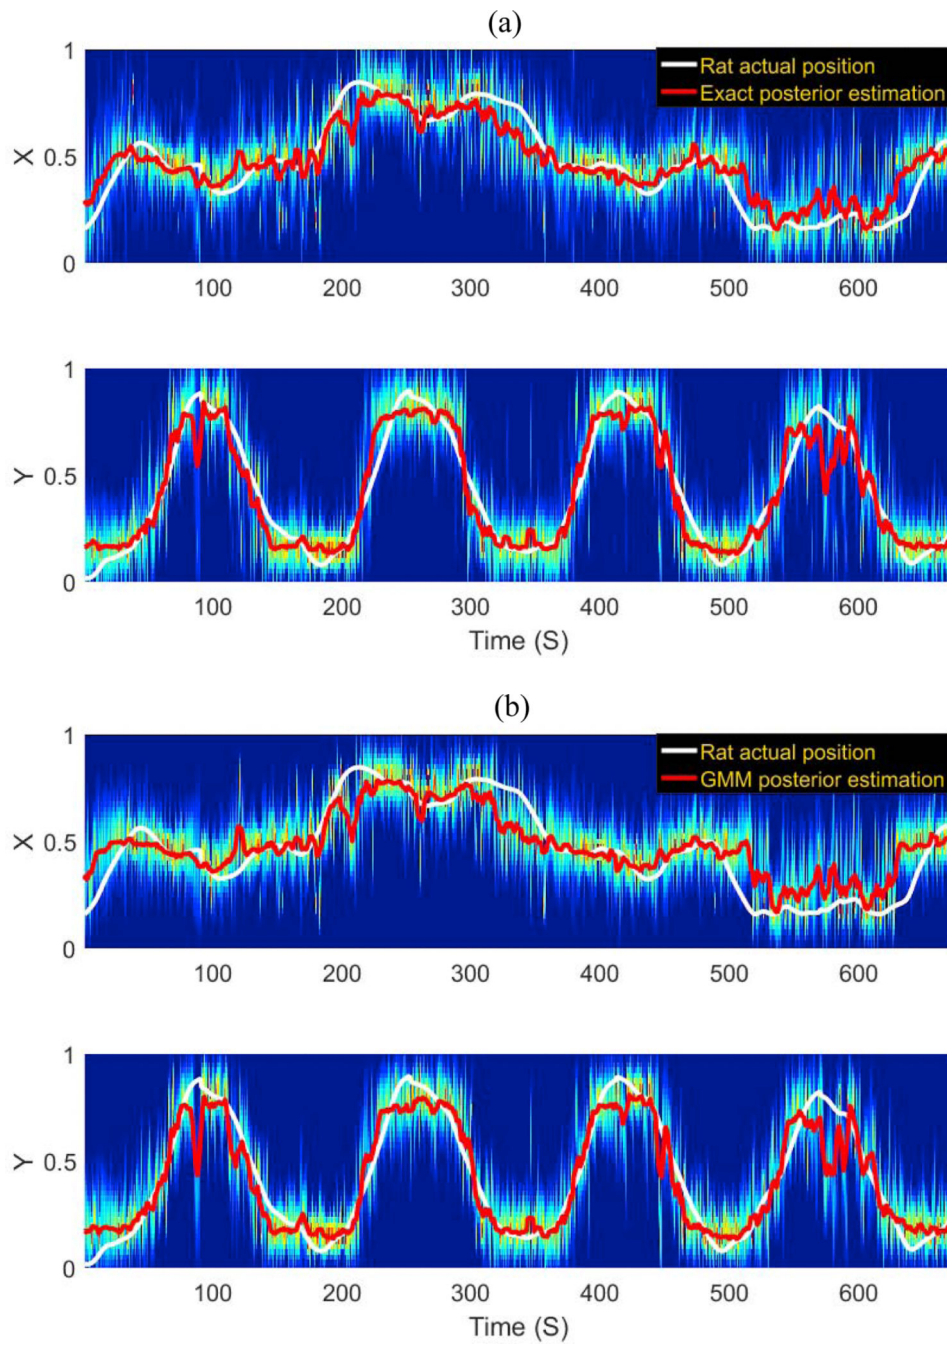 (a)
1
Rat actual position
Exact posterior estimation
X
0.5
0
100 200 300 400 500 600
1
Y
0.5
0
100 200 300 400 500 600
Time (S)
(b)
1
Rat actual position
GMM posterior estimation
X
0.5
0
100 200 300 400 500 600
1
Y
0.5
0
100 200 300 400 500 600
Time (S)